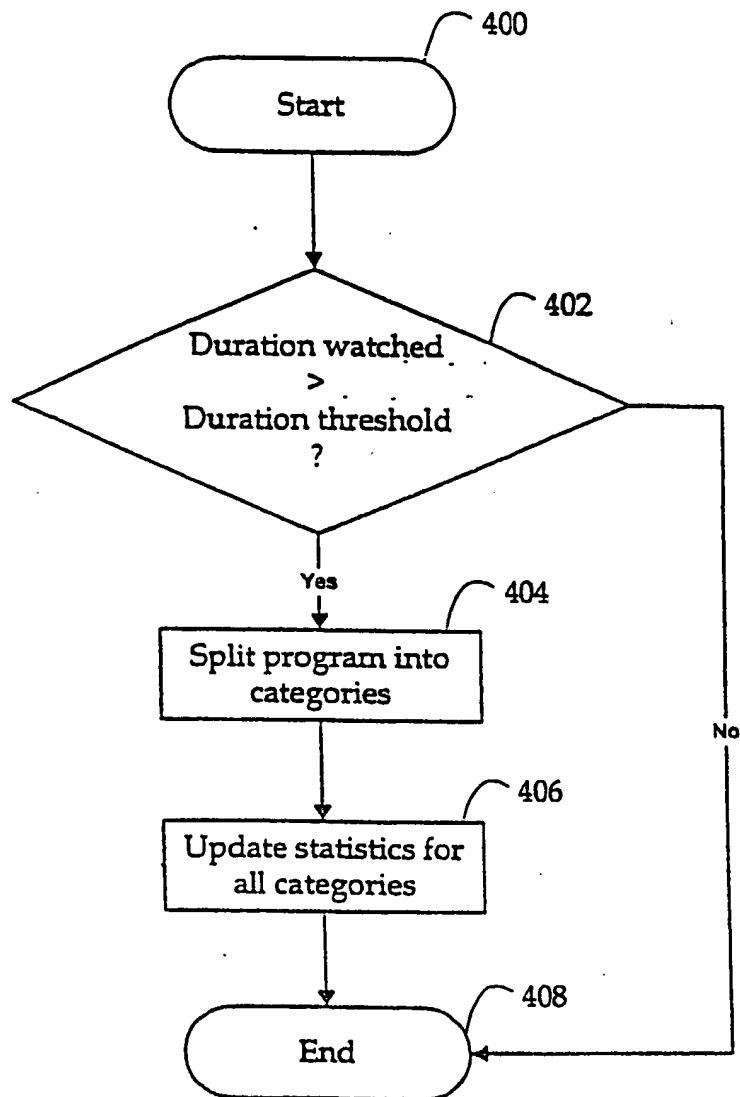 400
Start
402
Duration watched
>
Duration threshold
?
Yes
404
Split program into
categories
No
406
Update statistics for
all categories
408
End